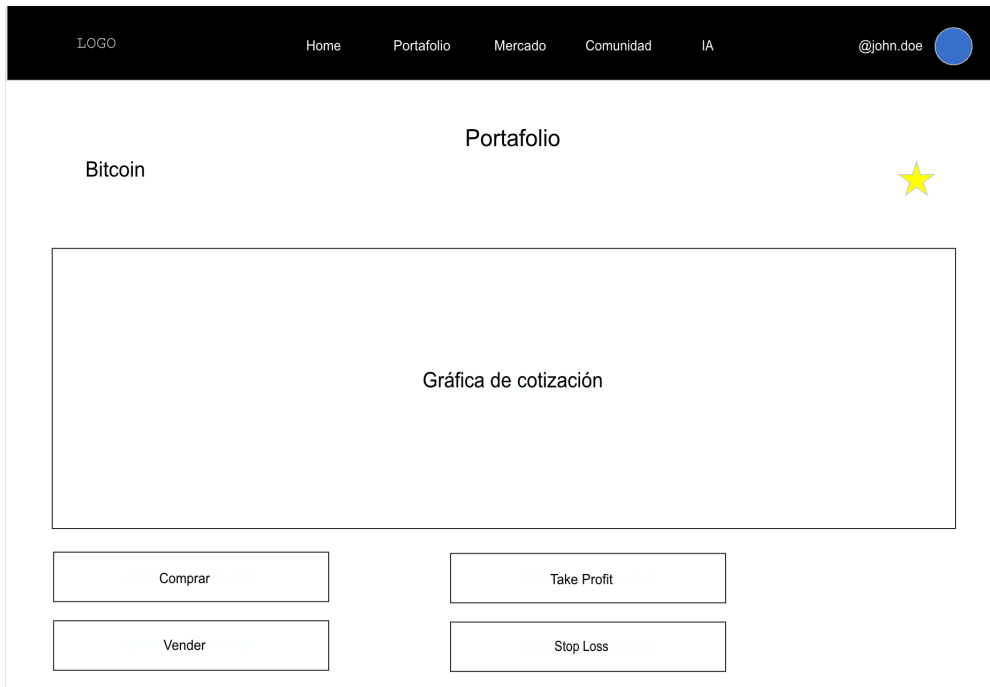 LOGO Home Portafolio Mercado Comunidad IA @john.doe
Portafolio
Bitcoin
Gráfica de cotización
Comprar Take Profit
Vender Stop Loss